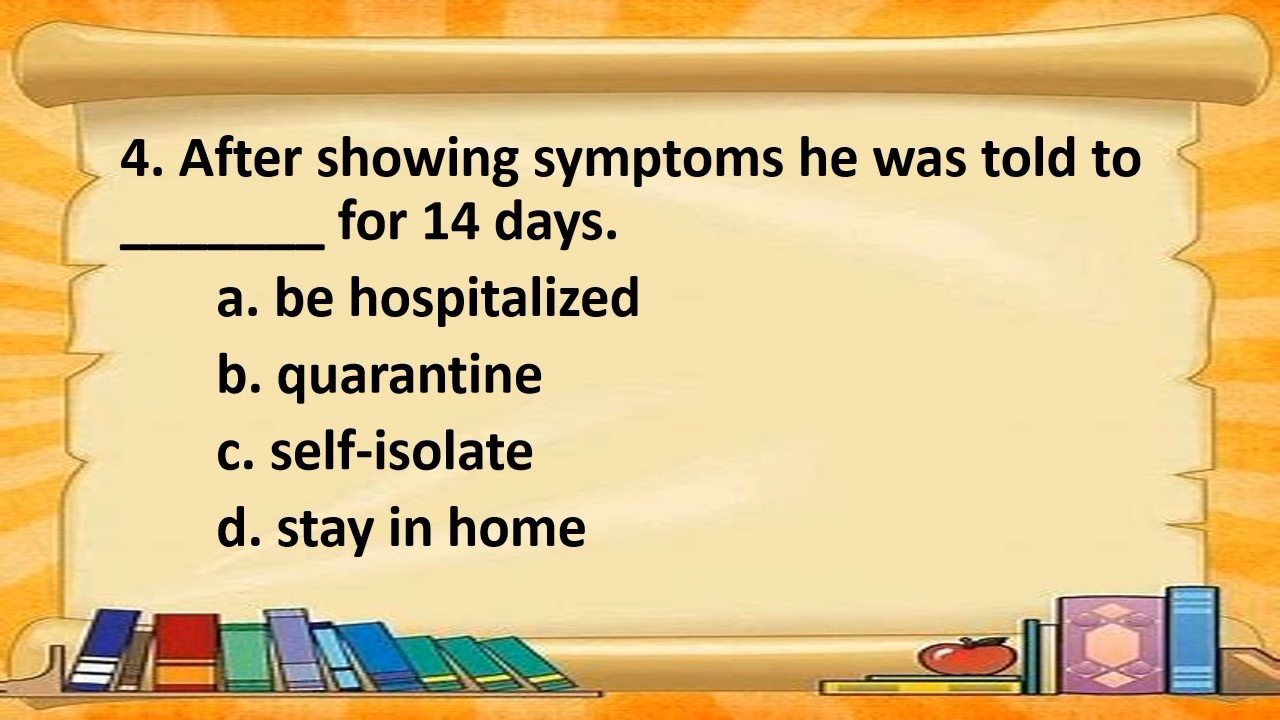 4. After showing symptoms he was told to
_______ for 14 days.
a. be hospitalized
b. quarantine
c. self-isolate
d. stay in home